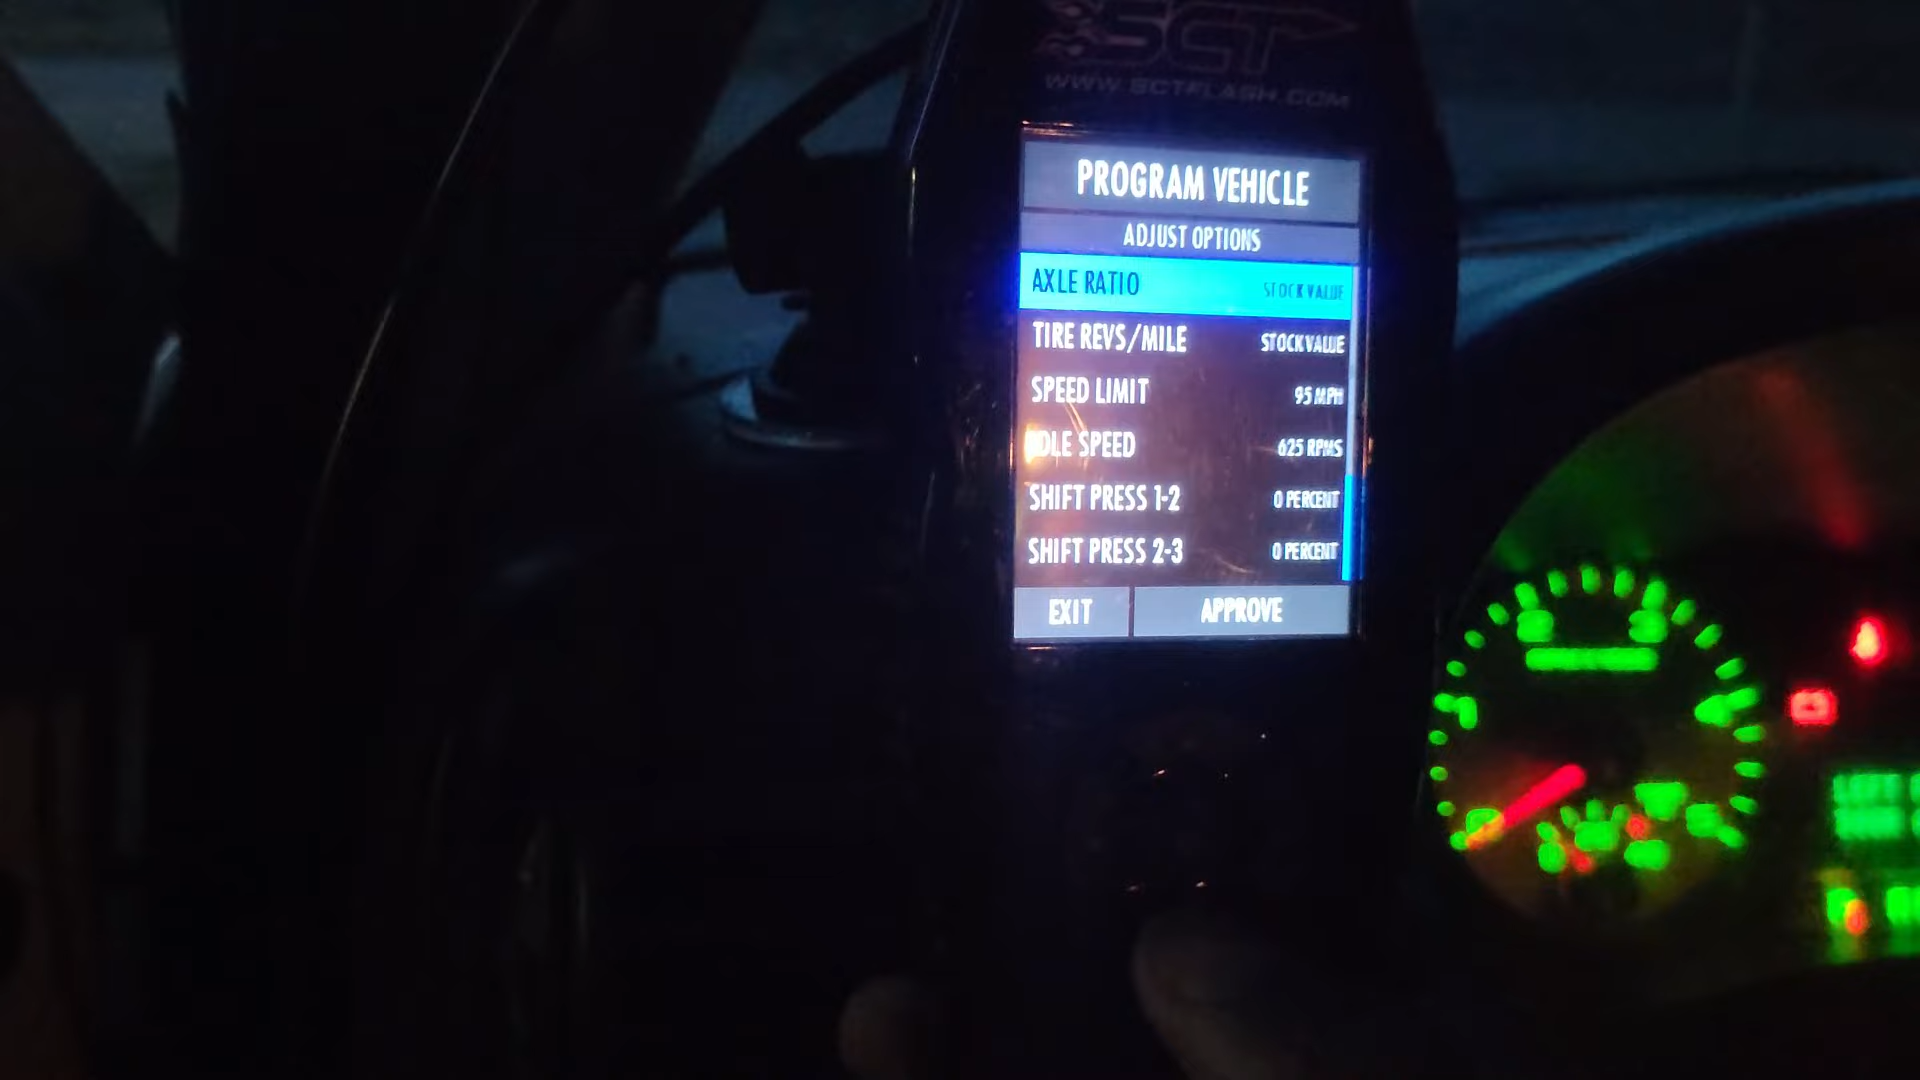 SCT
WWW.SCTFLASH.COM
PROGRAM VEHICLE
ADJUST OPTIONS
AXLE RATIO STOCK VALUE
TIRE REVS/MILE STOCK VALUE
SPEED LIMIT 95 MPH
IDLE SPEED 625 RPMS
SHIFT PRESS 1-2 0 PERCENT
SHIFT PRESS 2-3 0 PERCENT
EXIT APPROVE